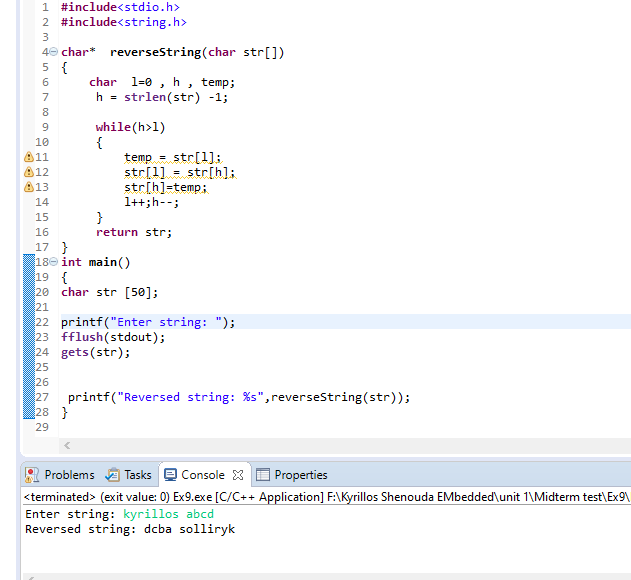 1 #include<stdio.h>
2 #include<string.h>
3
4 char*  reverseString(char str[])
5 {
6     char  l=0 , h , temp;
7      h = strlen(str) -1;
8
9      while(h>l)
10      {
11          temp = str[l];
12          str[l] = str[h];
13          str[h]=temp;
14          l++;h--;
15      }
16      return str;
17 }
18 int main()
19 {
20 char str [50];
21
22 printf("Enter string: ");
23 fflush(stdout);
24 gets(str);
25
26
27  printf("Reversed string: %s",reverseString(str));
28 }
29
Problems Tasks Console Properties
<terminated> (exit value: 0) Ex9.exe [C/C++ Application] F:\Kyrillos Shenouda EMbedded\unit 1\Midterm test\Ex9\
Enter string: kyrillos abcd
Reversed string: dcba solliryk